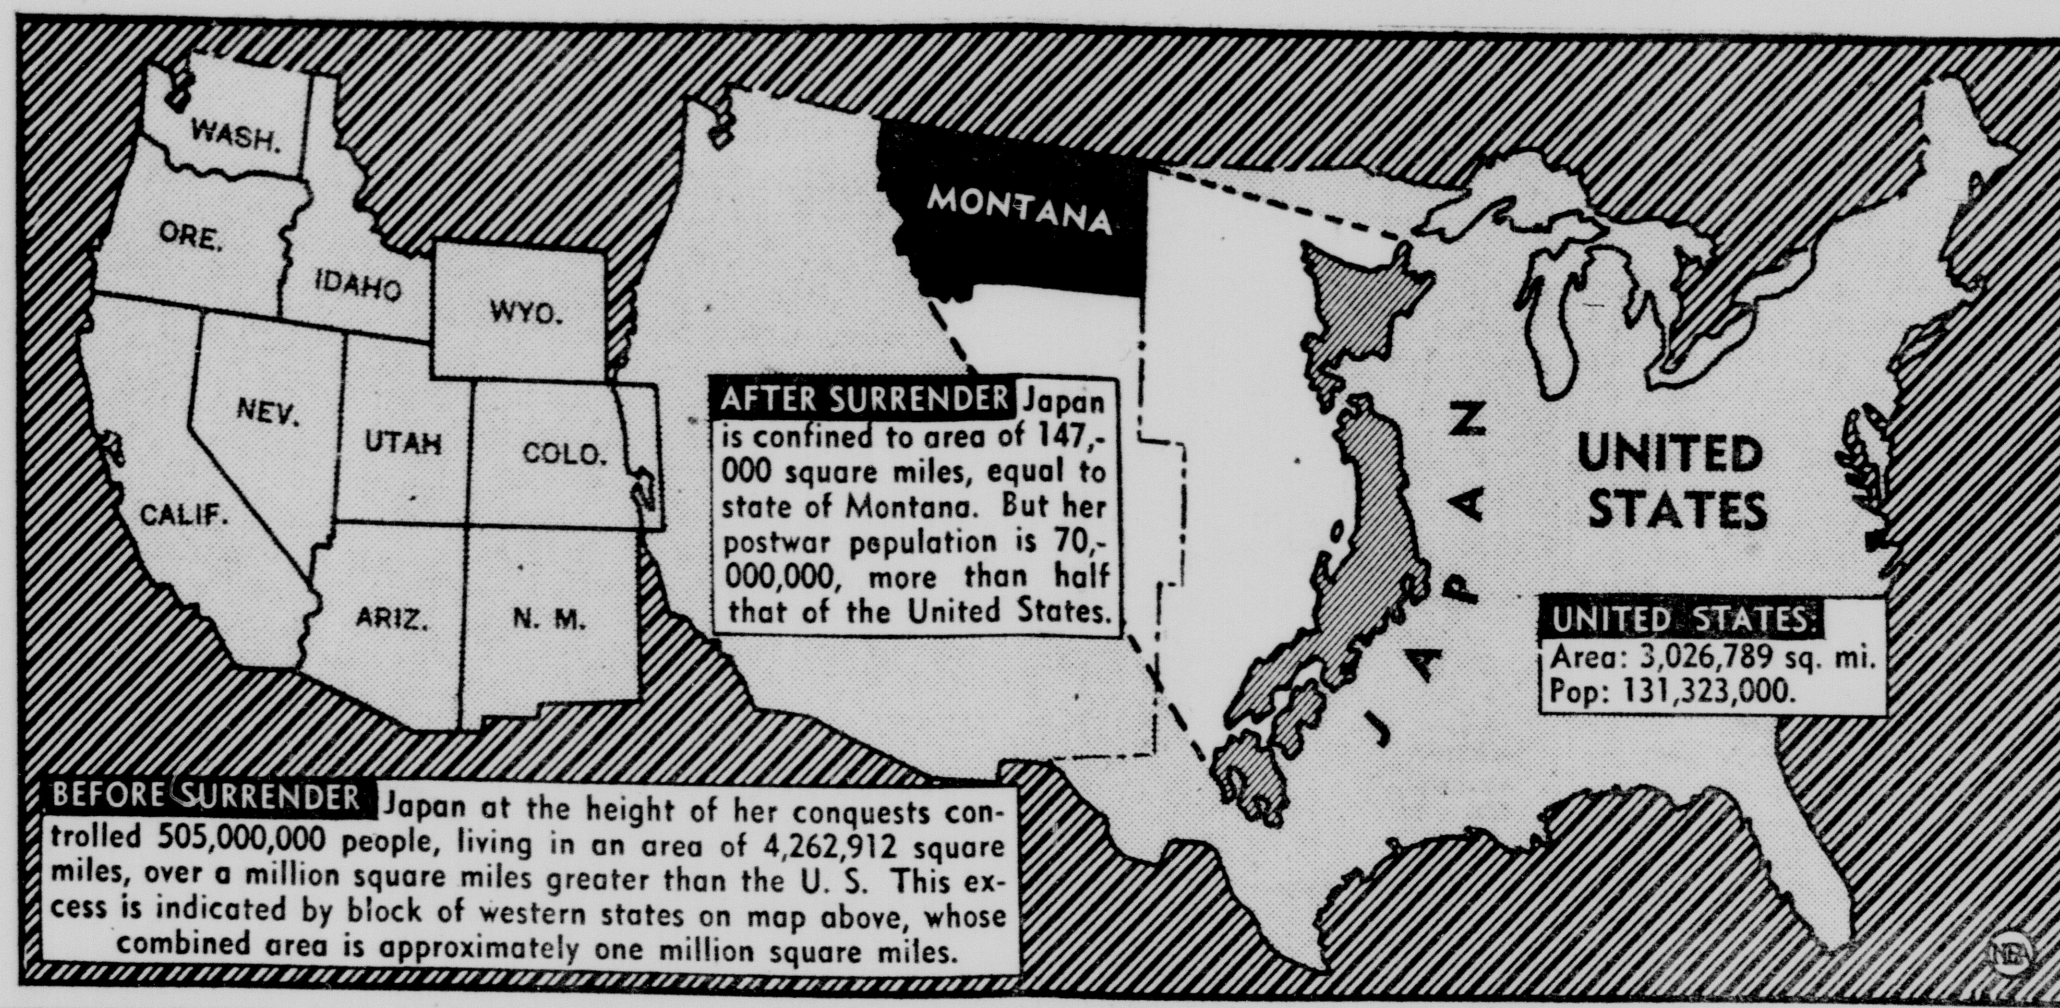 WASH.
ORE.
IDAHO
WYO.
NEV.
UTAH
COLO.
CALIF.
ARIZ.
N. M.
MONTANA
AFTER SURRENDER Japan
is confined to area of 147,-
000 square miles, equal to
state of Montana. But her
postwar population is 70,-
000,000, more than half
that of the United States.
JAPAN
UNITED
STATES
UNITED STATES:
Area: 3,026,789 sq. mi.
Pop: 131,323,000.
BEFORE SURRENDER Japan at the height of her conquests con-
trolled 505,000,000 people, living in an area of 4,262,912 square
miles, over a million square miles greater than the U. S. This ex-
cess is indicated by block of western states on map above, whose
combined area is approximately one million square miles.
NEA